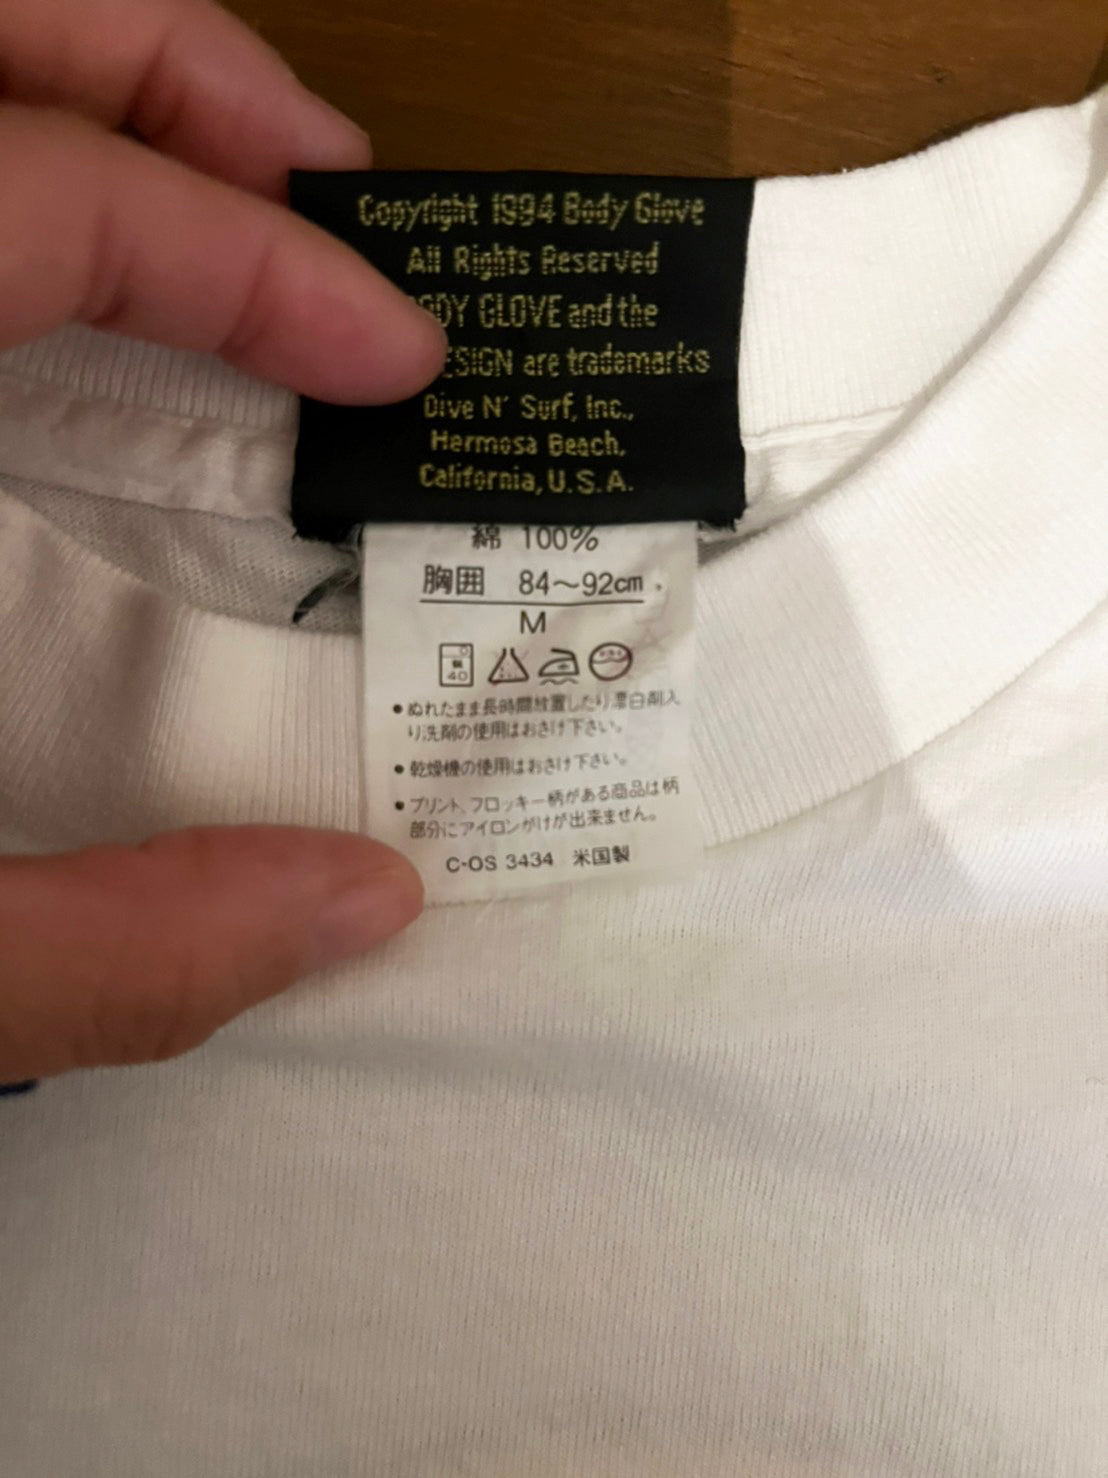 Copyright 1994 Body Glove
All Rights Reserved
ODY GLOVE and the
ESIGN are trademarks
Dive N' Surf, Inc.,
Hermosa Beach,
California, U.S.A.
綿 100%
胸囲 84～92cm
M
40
●ぬれたまま長時間放置したり漂白剤入
り洗剤の使用はおさけ下さい。
●乾燥機の使用はおさけ下さい。
●プリント、フロッキー柄がある商品は柄
部分にアイロンがけが出来ません。
C-OS 3434 米国製